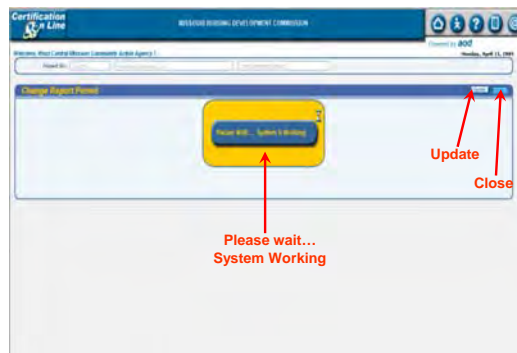 Certification
On Line
MISSOURI HOUSING DEVELOPMENT COMMISSION
Powered by aod
Welcome, West Central Missouri Community Action Agency !
Monday, April 13, 2009
Change Report Period
Please Wait... System is Working
Update
Close
Please wait…
System Working